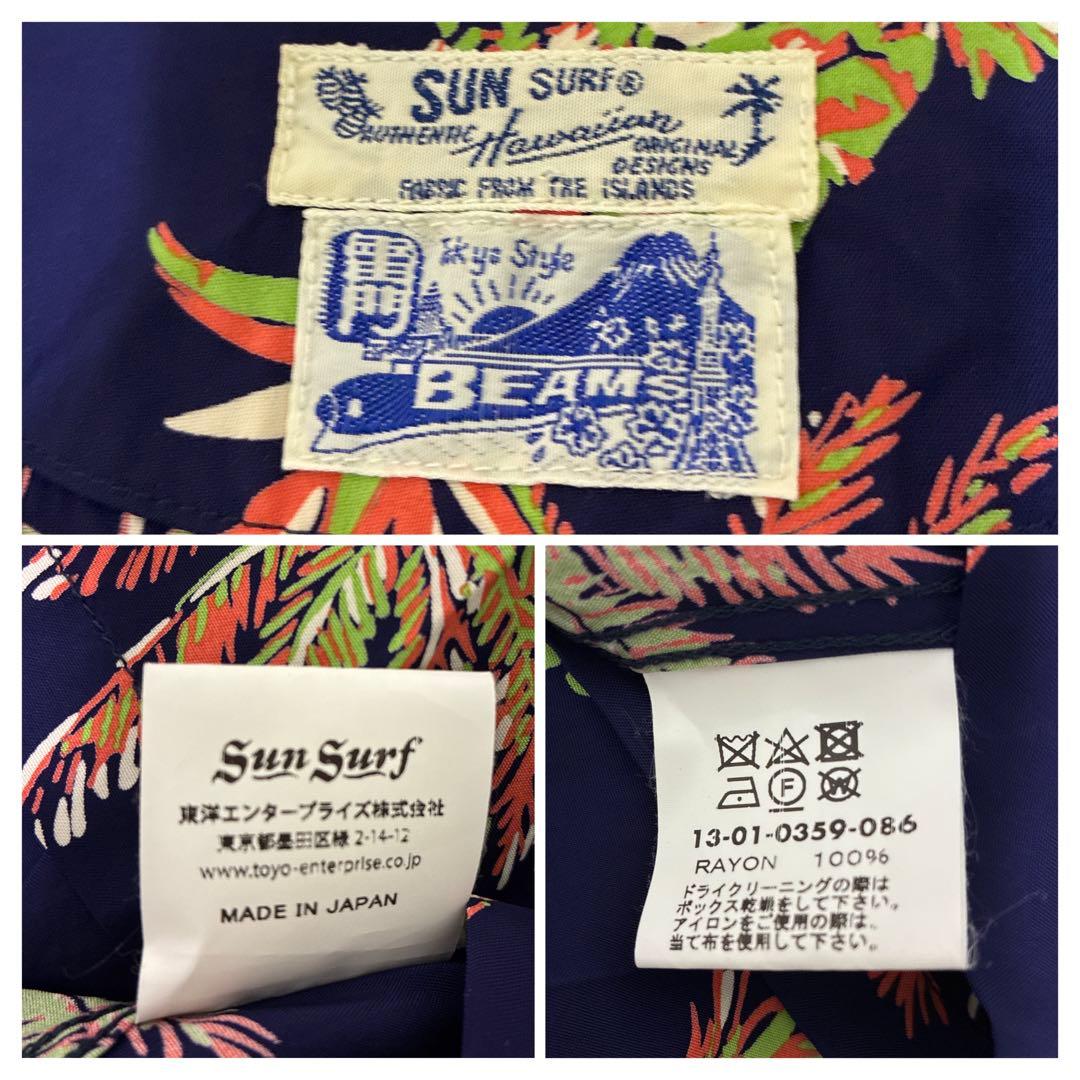 SUN SURF®
AUTHENTIC Hawaiian ORIGINAL
DESIGNS
FABRIC FROM THE ISLANDS
雷門 Tokyo Style
BEAMS
Sun Surf
東洋エンタープライズ株式会社
東京都墨田区緑 2-14-12
www.toyo-enterprise.co.jp
MADE IN JAPAN
F W
13-01-0359-086
RAYON 100%
ドライクリーニングの際は
ボックス乾燥をして下さい。
アイロンをご使用の際は、
当て布を使用して下さい。